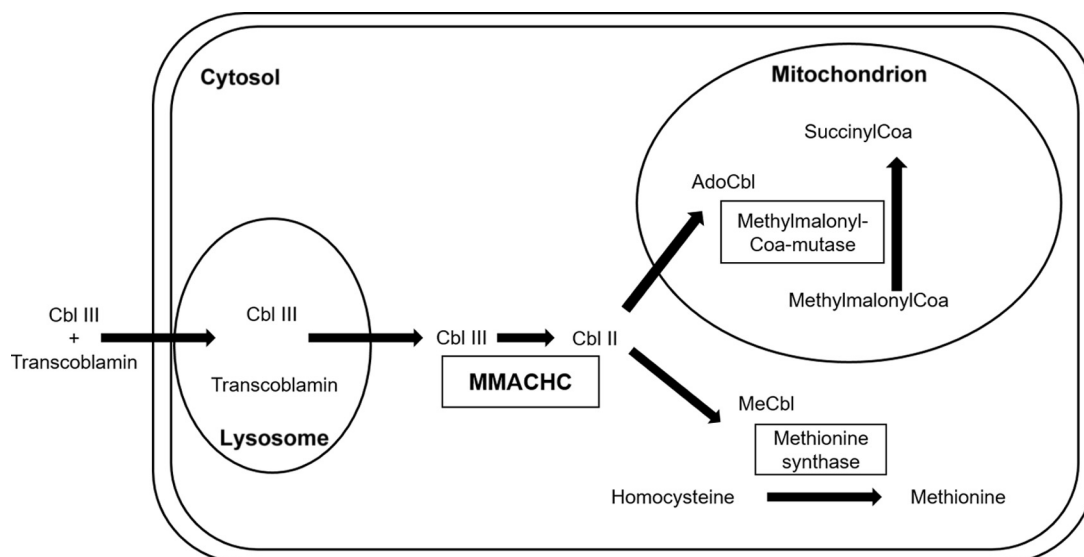 Cytosol
Mitochondrion
SuccinylCoa
AdoCbl
Methylmalonyl-
Coa-mutase
MethylmalonylCoa
Cbl III
+
Transcoblamin
Cbl III
Transcoblamin
Lysosome
Cbl III
Cbl II
MMACHC
MeCbl
Methionine
synthase
Homocysteine
Methionine